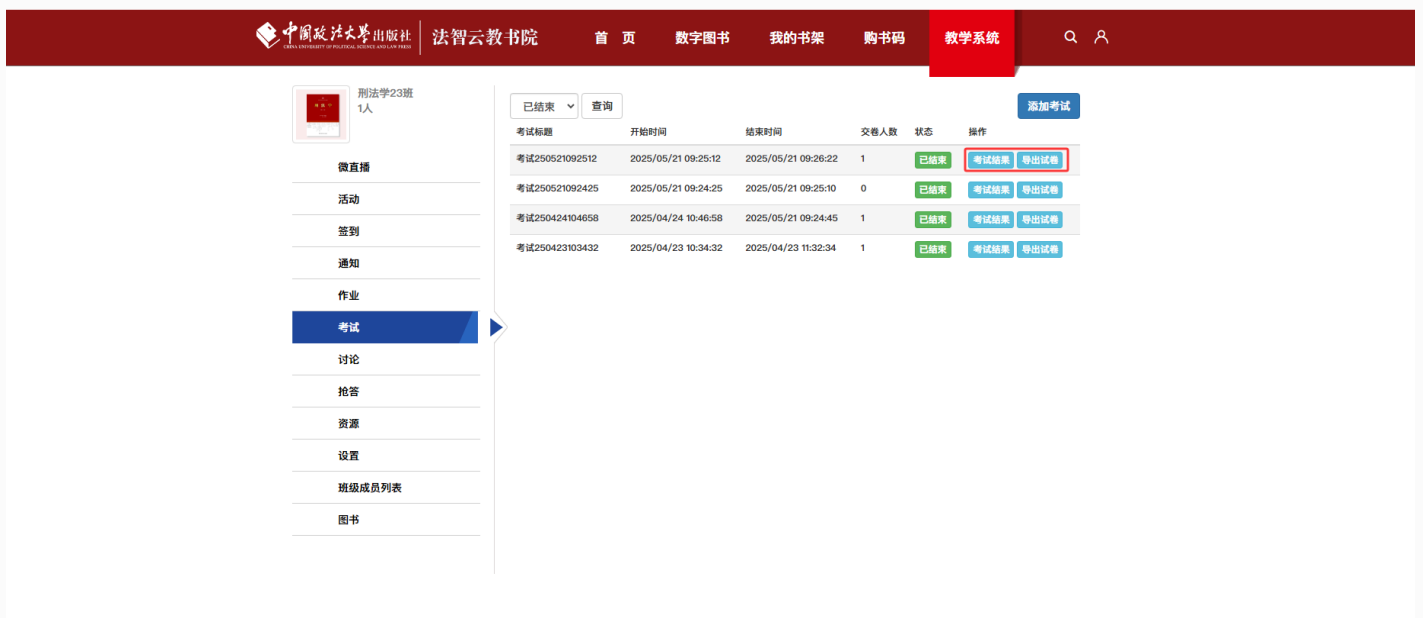 中国政法大学出版社 法智云教书院 首 页 数字图书 我的书架 购书码 教学系统
CHINA UNIVERSITY OF POLITICAL SCIENCE AND LAW PRESS
刑法学23班
1人
微直播
活动
签到
通知
作业
考试
讨论
抢答
资源
设置
班级成员列表
图书
已结束 查询 添加考试
考试标题 开始时间 结束时间 交卷人数 状态 操作
考试250521092512 2025/05/21 09:25:12 2025/05/21 09:26:22 1 已结束 考试结果 导出试卷
考试250521092425 2025/05/21 09:24:25 2025/05/21 09:25:10 0 已结束 考试结果 导出试卷
考试250424104658 2025/04/24 10:46:58 2025/05/21 09:24:45 1 已结束 考试结果 导出试卷
考试250423103432 2025/04/23 10:34:32 2025/04/23 11:32:34 1 已结束 考试结果 导出试卷